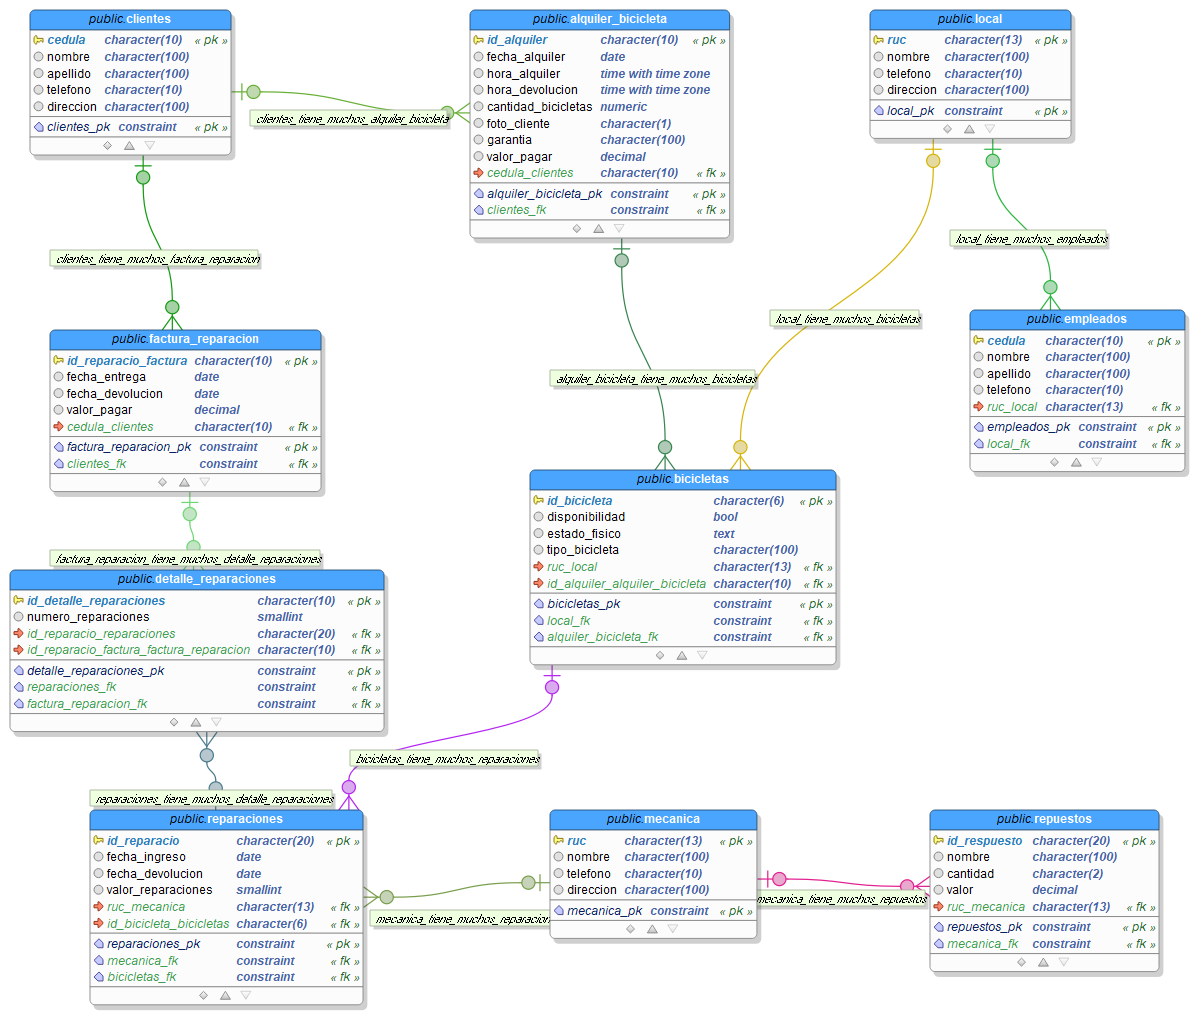 public.clientes
cedula character(10) « pk »
nombre character(100)
apellido character(100)
telefono character(10)
direccion character(100)
clientes_pk constraint « pk »
public.alquiler_bicicleta
id_alquiler character(10) « pk »
fecha_alquiler date
hora_alquiler time with time zone
hora_devolucion time with time zone
cantidad_bicicletas numeric
foto_cliente character(1)
garantia character(100)
valor_pagar decimal
cedula_clientes character(10) « fk »
alquiler_bicicleta_pk constraint « pk »
clientes_fk constraint « fk »
public.local
ruc character(13) « pk »
nombre character(100)
telefono character(10)
direccion character(100)
local_pk constraint « pk »
clientes_tiene_muchos_alquiler_bicicleta
clientes_tiene_muchos_factura_reparacion
local_tiene_muchos_empleados
local_tiene_muchos_bicicletas
alquiler_bicicleta_tiene_muchos_bicicletas
public.factura_reparacion
id_reparacio_factura character(10) « pk »
fecha_entrega date
fecha_devolucion date
valor_pagar decimal
cedula_clientes character(10) « fk »
factura_reparacion_pk constraint « pk »
clientes_fk constraint « fk »
public.empleados
cedula character(10) « pk »
nombre character(100)
apellido character(100)
telefono character(10)
ruc_local character(13) « fk »
empleados_pk constraint « pk »
local_fk constraint « fk »
public.bicicletas
id_bicicleta character(6) « pk »
disponibilidad bool
estado_fisico text
tipo_bicicleta character(100)
ruc_local character(13) « fk »
id_alquiler_alquiler_bicicleta character(10) « fk »
bicicletas_pk constraint « pk »
local_fk constraint « fk »
alquiler_bicicleta_fk constraint « fk »
factura_reparacion_tiene_muchos_detalle_reparaciones
public.detalle_reparaciones
id_detalle_reparaciones character(10) « pk »
numero_reparaciones smallint
id_reparacio_reparaciones character(20) « fk »
id_reparacio_factura_factura_reparacion character(10) « fk »
detalle_reparaciones_pk constraint « pk »
reparaciones_fk constraint « fk »
factura_reparacion_fk constraint « fk »
bicicletas_tiene_muchos_reparaciones
reparaciones_tiene_muchos_detalle_reparaciones
public.reparaciones
id_reparacio character(20) « pk »
fecha_ingreso date
fecha_devolucion date
valor_reparaciones smallint
ruc_mecanica character(13) « fk »
id_bicicleta_bicicletas character(6) « fk »
reparaciones_pk constraint « pk »
mecanica_fk constraint « fk »
bicicletas_fk constraint « fk »
mecanica_tiene_muchos_reparacion
public.mecanica
ruc character(13) « pk »
nombre character(100)
telefono character(10)
direccion character(100)
mecanica_pk constraint « pk »
mecanica_tiene_muchos_repuestos
public.repuestos
id_respuesto character(20) « pk »
nombre character(100)
cantidad character(2)
valor decimal
ruc_mecanica character(13) « fk »
repuestos_pk constraint « pk »
mecanica_fk constraint « fk »